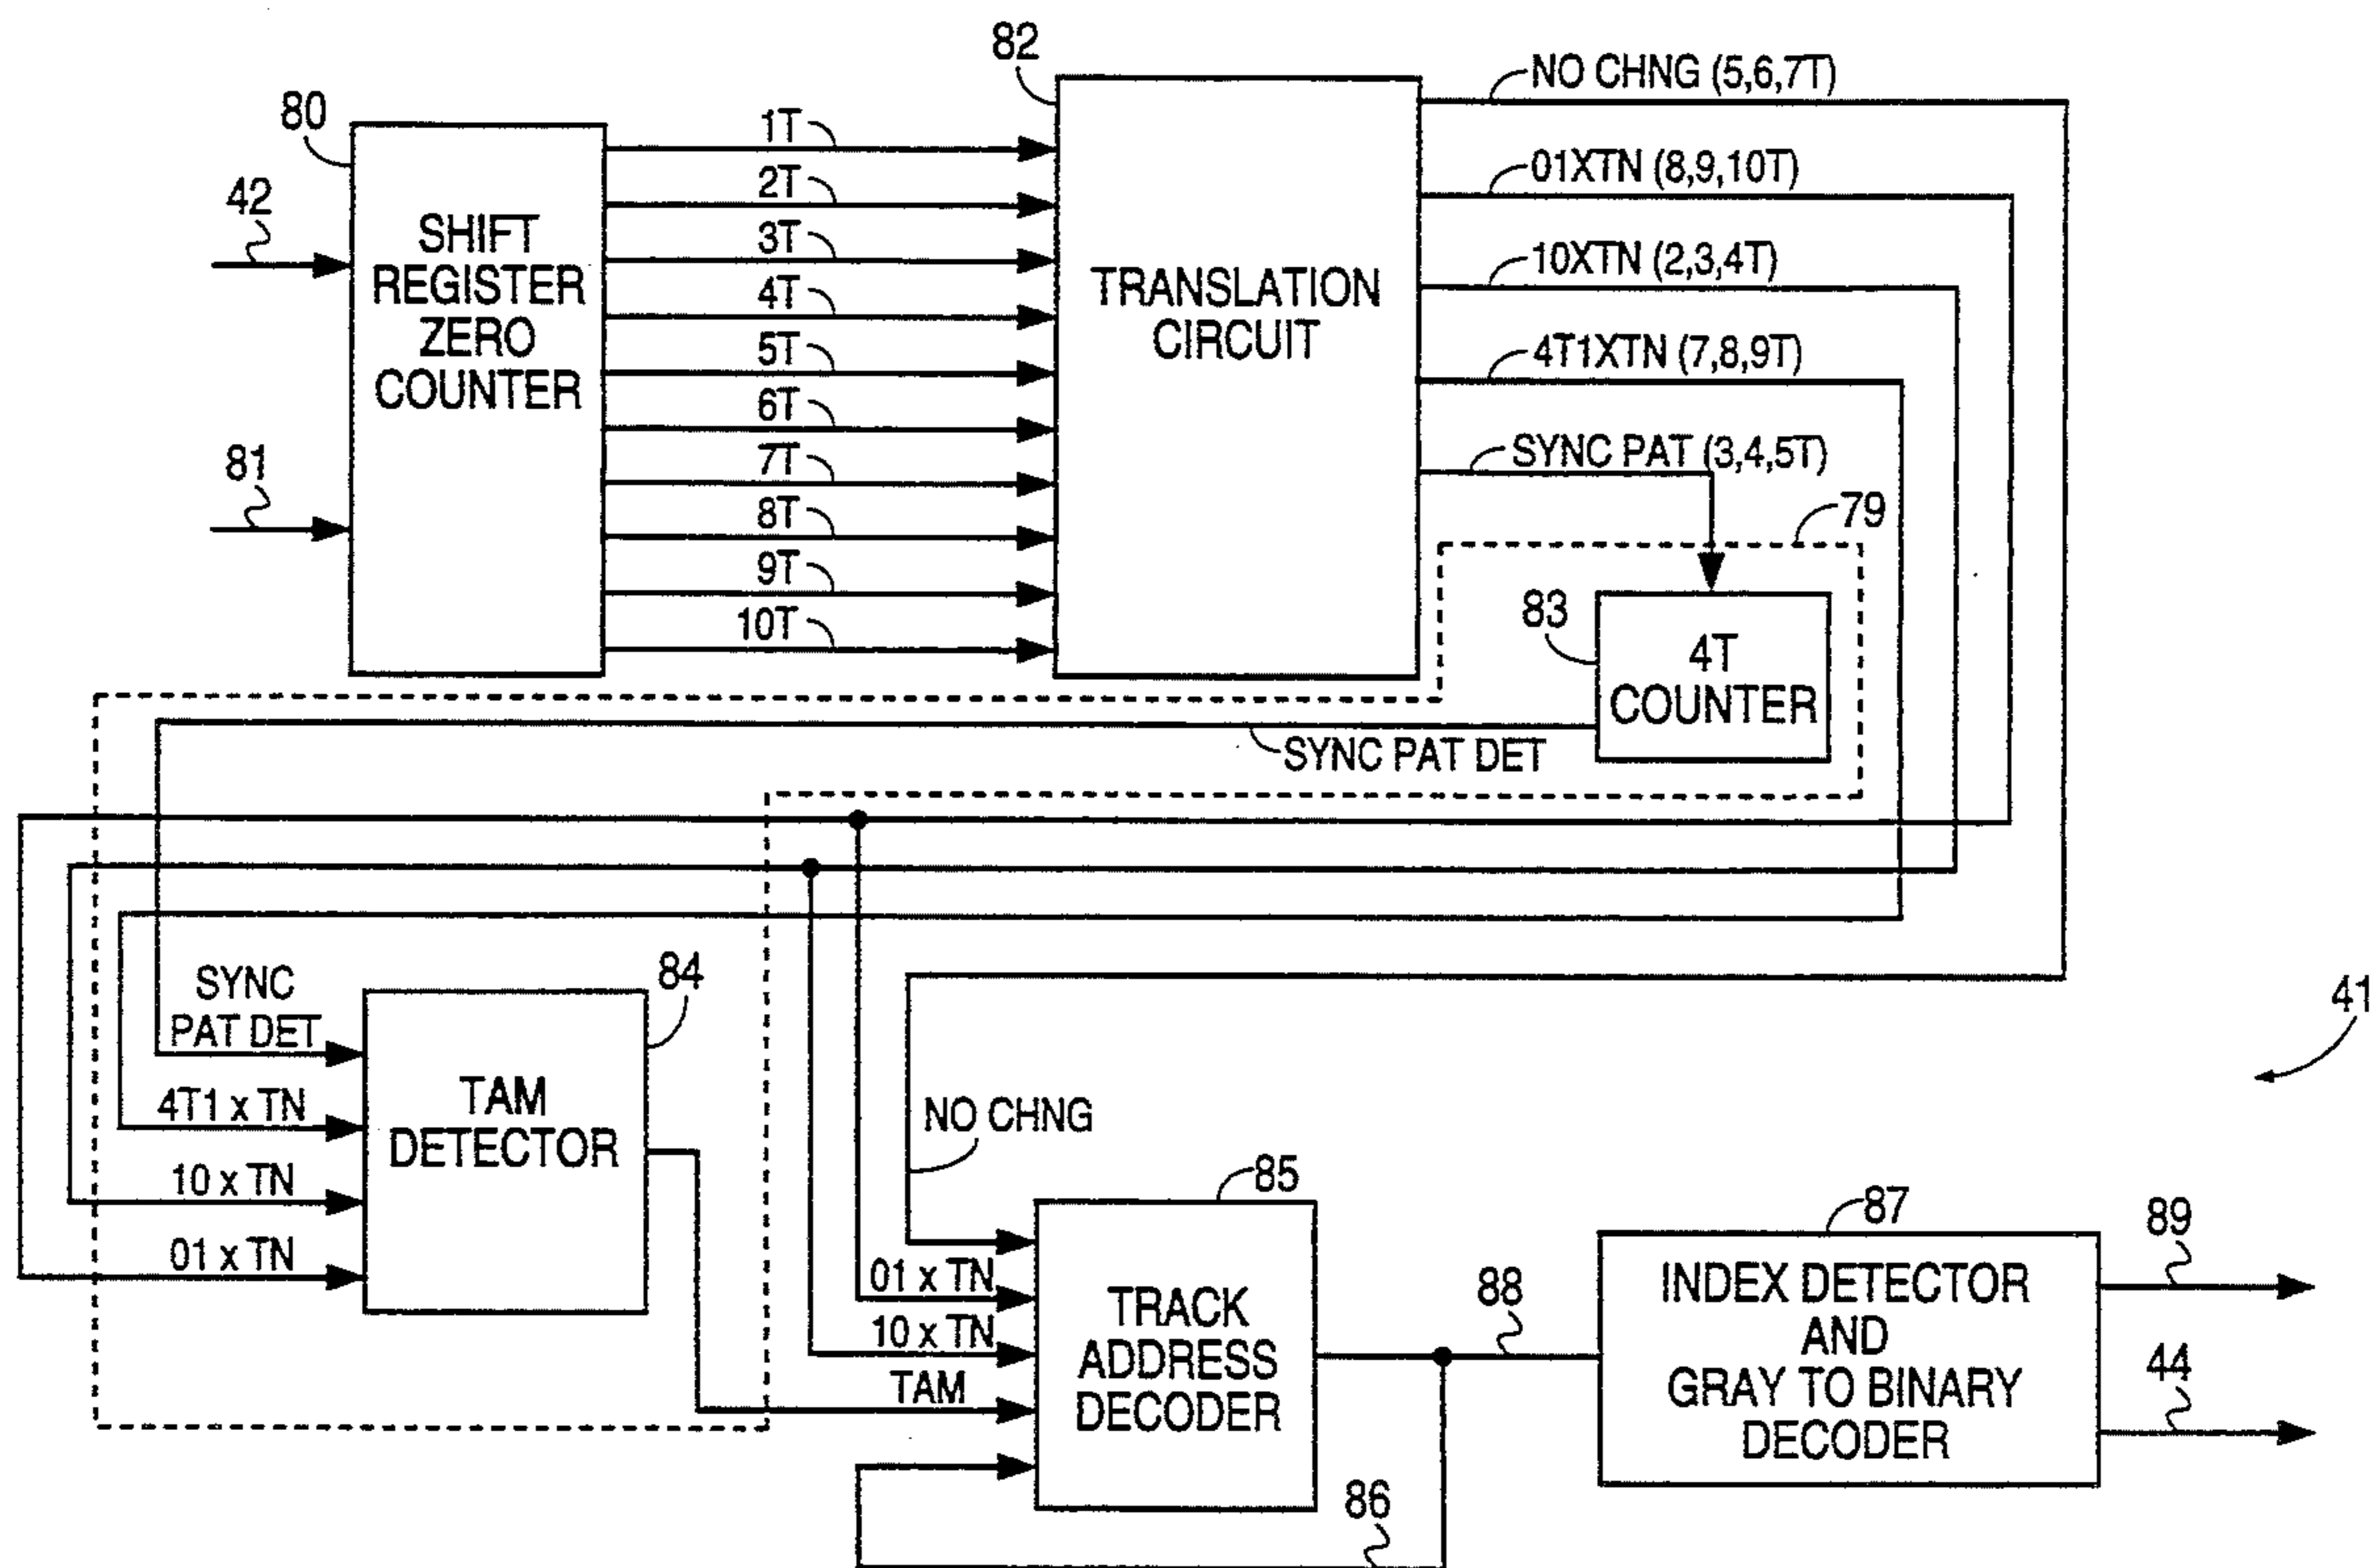 82
NO CHNG (5,6,7T)
80
1T
01XTN (8,9,10T)
42
2T
SHIFT
REGISTER
ZERO
COUNTER
3T
TRANSLATION
CIRCUIT
10XTN (2,3,4T)
4T
5T
4T1XTN (7,8,9T)
6T
81
7T
SYNC PAT (3,4,5T)
8T
79
9T
83
4T
COUNTER
10T
SYNC PAT DET
SYNC
PAT DET
84
41
TAM
DETECTOR
4T1 x TN
NO CHNG
10 x TN
85
87
89
01 x TN
01 x TN
88
INDEX DETECTOR
AND
GRAY TO BINARY
DECODER
TRACK
ADDRESS
DECODER
10 x TN
44
TAM
86